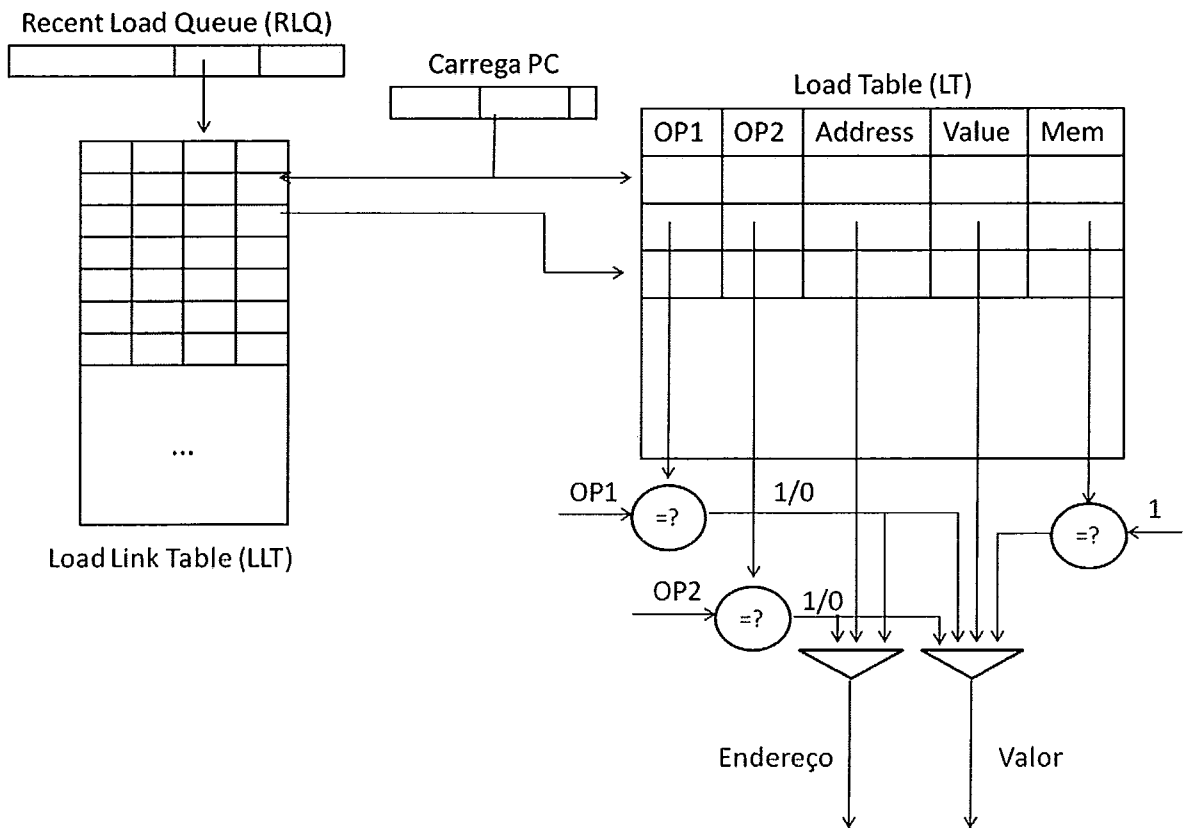 Recent Load Queue (RLQ)
Carrega PC
Load Table (LT)
OP1 OP2 Address Value Mem
...
Load Link Table (LLT)
OP1
=?
1/0
=?
1
OP2
=?
1/0
Endereço
Valor